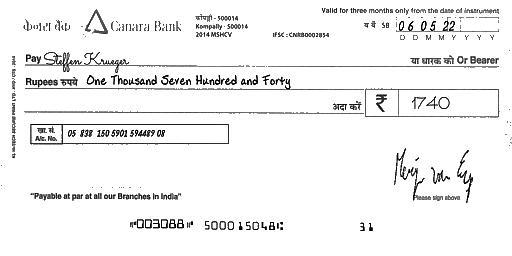 केनरा बैंक Canara Bank
कोंपल्ली - 500014
Kompally - 500014
2014 MSHCV
IFSC : CNRB0002854
Valid for three months only from the date of instrument
SB 06 05 22
D D M M Y Y Y Y
Pay Steffen Krueger या धारक को Or Bearer
Rupees रुपये One Thousand Seven Hundred and Forty
अदा करें ₹ 1740
खा. सं.
A/c. No. 05 838 150 5901 594489 08
Please sign above
"Payable at par at all our Branches in India"
⑈003088⑈ 500015048⑆ 31